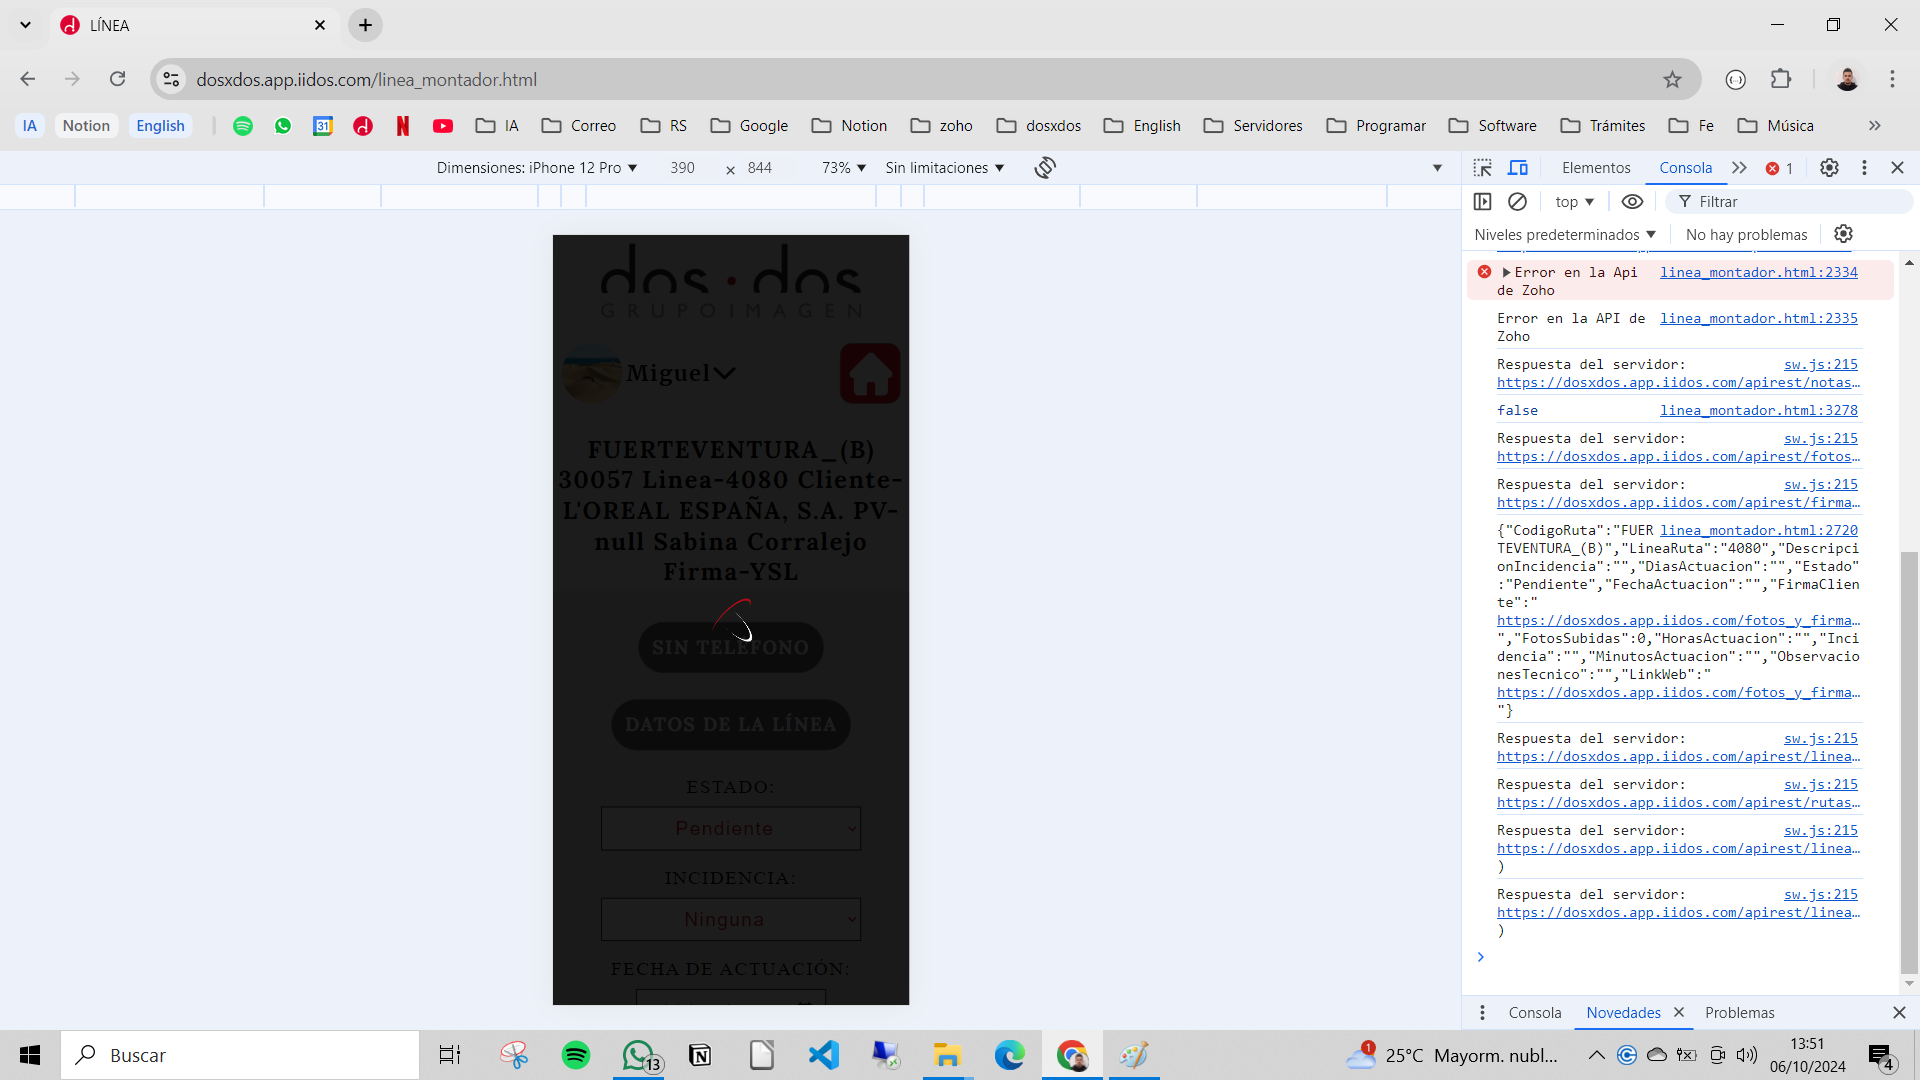 LÍNEA
dosxdos.app.iidos.com/linea_montador.html
IA
Notion
English
IA
Correo
RS
Google
Notion
zoho
dosxdos
English
Servidores
Programar
Software
Trámites
Fe
Música
»
Dimensiones: iPhone 12 Pro ▼ 390 × 844 73% ▼ Sin limitaciones ▼
Elementos Consola » 1
top ▼ Filtrar
Niveles predeterminados ▼ No hay problemas
dos·dos
GRUPOIMAGEN
Miguel
FUERTEVENTURA_(B)
30057 Linea-4080 Cliente-
L'OREAL ESPAÑA, S.A. PV-
null Sabina Corralejo
Firma-YSL
SIN TELÉFONO
DATOS DE LA LÍNEA
ESTADO:
Pendiente
INCIDENCIA:
Ninguna
FECHA DE ACTUACIÓN:
Error en la Api linea_montador.html:2334
de Zoho
Error en la API de linea_montador.html:2335
Zoho
Respuesta del servidor: sw.js:215
https://dosxdos.app.iidos.com/apirest/notas…
false linea_montador.html:3278
Respuesta del servidor: sw.js:215
https://dosxdos.app.iidos.com/apirest/fotos…
Respuesta del servidor: sw.js:215
https://dosxdos.app.iidos.com/apirest/firma…
{"CodigoRuta":"FUER linea_montador.html:2720
TEVENTURA_(B)","LineaRuta":"4080","Descripci
onIncidencia":"","DiasActuacion":"","Estado"
:"Pendiente","FechaActuacion":"","FirmaClien
te":"
https://dosxdos.app.iidos.com/fotos_y_firma…
","FotosSubidas":0,"HorasActuacion":"","Inci
dencia":"","MinutosActuacion":"","Observacio
nesTecnico":"","LinkWeb":"
https://dosxdos.app.iidos.com/fotos_y_firma…
"}
Respuesta del servidor: sw.js:215
https://dosxdos.app.iidos.com/apirest/linea…
Respuesta del servidor: sw.js:215
https://dosxdos.app.iidos.com/apirest/rutas…
Respuesta del servidor: sw.js:215
https://dosxdos.app.iidos.com/apirest/linea…
)
Respuesta del servidor: sw.js:215
https://dosxdos.app.iidos.com/apirest/linea…
)
Consola Novedades Problemas
Buscar
13
1
25°C Mayorm. nubl...
13:51
06/10/2024
4